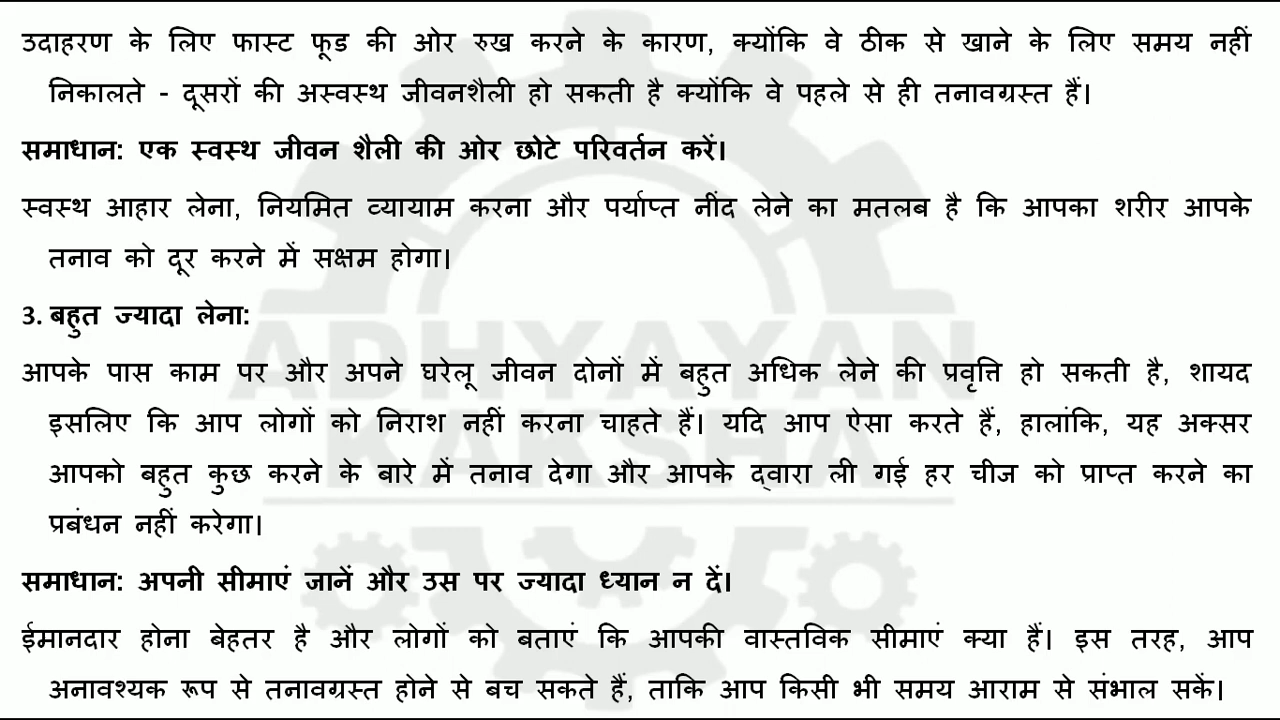 उदाहरण के लिए फास्ट फूड की ओर रुख करने के कारण, क्योंकि वे ठीक से खाने के लिए समय नहीं
निकालते - दूसरों की अस्वस्थ जीवनशैली हो सकती है क्योंकि वे पहले से ही तनावग्रस्त हैं।
समाधान: एक स्वस्थ जीवन शैली की ओर छोटे परिवर्तन करें।
स्वस्थ आहार लेना, नियमित व्यायाम करना और पर्याप्त नींद लेने का मतलब है कि आपका शरीर आपके
तनाव को दूर करने में सक्षम होगा।
3. बहुत ज्यादा लेना:
आपके पास काम पर और अपने घरेलू जीवन दोनों में बहुत अधिक लेने की प्रवृत्ति हो सकती है, शायद
इसलिए कि आप लोगों को निराश नहीं करना चाहते हैं। यदि आप ऐसा करते हैं, हालांकि, यह अक्सर
आपको बहुत कुछ करने के बारे में तनाव देगा और आपके द्वारा ली गई हर चीज को प्राप्त करने का
प्रबंधन नहीं करेगा।
समाधान: अपनी सीमाएं जानें और उस पर ज्यादा ध्यान न दें।
ईमानदार होना बेहतर है और लोगों को बताएं कि आपकी वास्तविक सीमाएं क्या हैं। इस तरह, आप
अनावश्यक रूप से तनावग्रस्त होने से बच सकते हैं, ताकि आप किसी भी समय आराम से संभाल सकें।
ADHYAYAN
KAKSHA